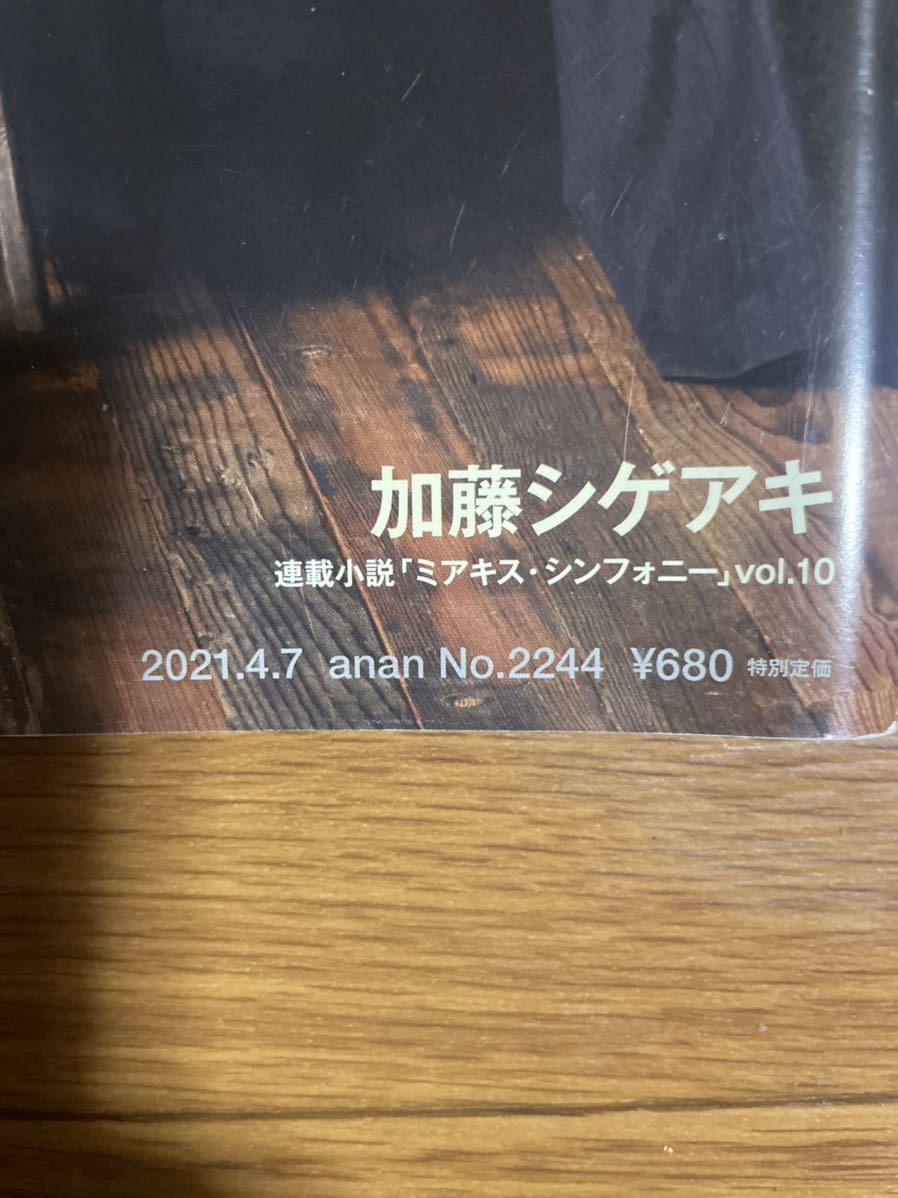 加藤シゲアキ
連載小説「ミアキス・シンフォニー」vol.10
2021.4.7 anan No.2244 ¥680 特別定価